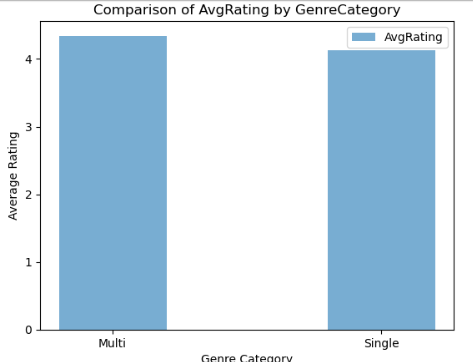 Comparison of AvgRating by GenreCategory
AvgRating
Average Rating
4
3
2
1
0
Multi
Single
Genre Category